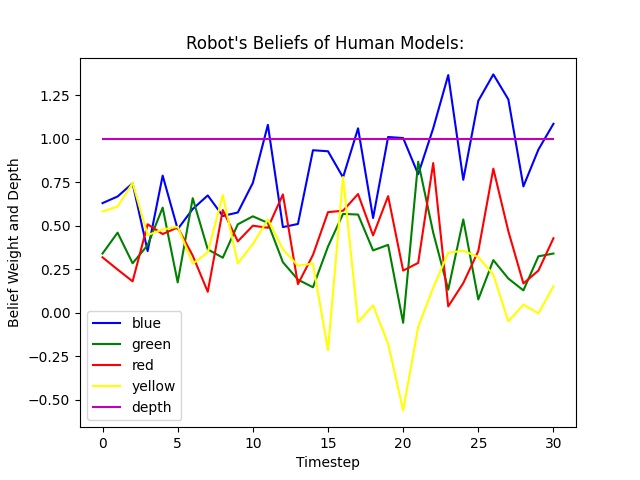 Robot's Beliefs of Human Models:
Belief Weight and Depth
1.25
1.00
0.75
0.50
0.25
0.00
−0.25
−0.50
blue
green
red
yellow
depth
0 5 10 15 20 25 30
Timestep